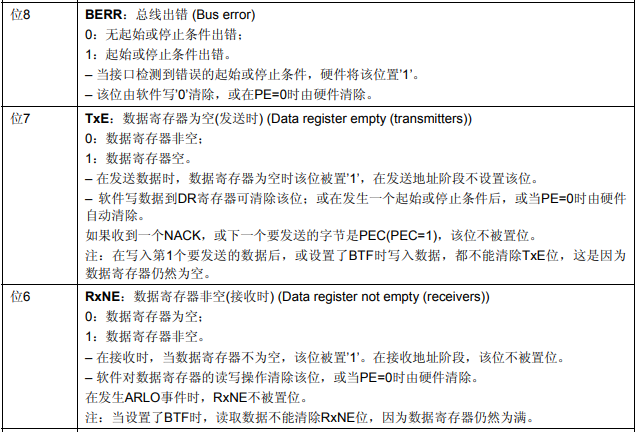 位8
BERR：总线出错 (Bus error)
0：无起始或停止条件出错；
1：起始或停止条件出错。
– 当接口检测到错误的起始或停止条件，硬件将该位置’1’。
– 该位由软件写’0’清除，或在PE=0时由硬件清除。
位7
TxE：数据寄存器为空(发送时) (Data register empty (transmitters))
0：数据寄存器非空；
1：数据寄存器空。
– 在发送数据时，数据寄存器为空时该位被置’1’，在发送地址阶段不设置该位。
– 软件写数据到DR寄存器可清除该位；或在发生一个起始或停止条件后，或当PE=0时由硬件
自动清除。
如果收到一个NACK，或下一个要发送的字节是PEC(PEC=1)，该位不被置位。
注：在写入第1个要发送的数据后，或设置了BTF时写入数据，都不能清除TxE位，这是因为
数据寄存器仍然为空。
位6
RxNE：数据寄存器非空(接收时) (Data register not empty (receivers))
0：数据寄存器为空；
1：数据寄存器非空。
– 在接收时，当数据寄存器不为空，该位被置’1’。在接收地址阶段，该位不被置位。
– 软件对数据寄存器的读写操作清除该位，或当PE=0时由硬件清除。
在发生ARLO事件时，RxNE不被置位。
注：当设置了BTF时，读取数据不能清除RxNE位，因为数据寄存器仍然为满。